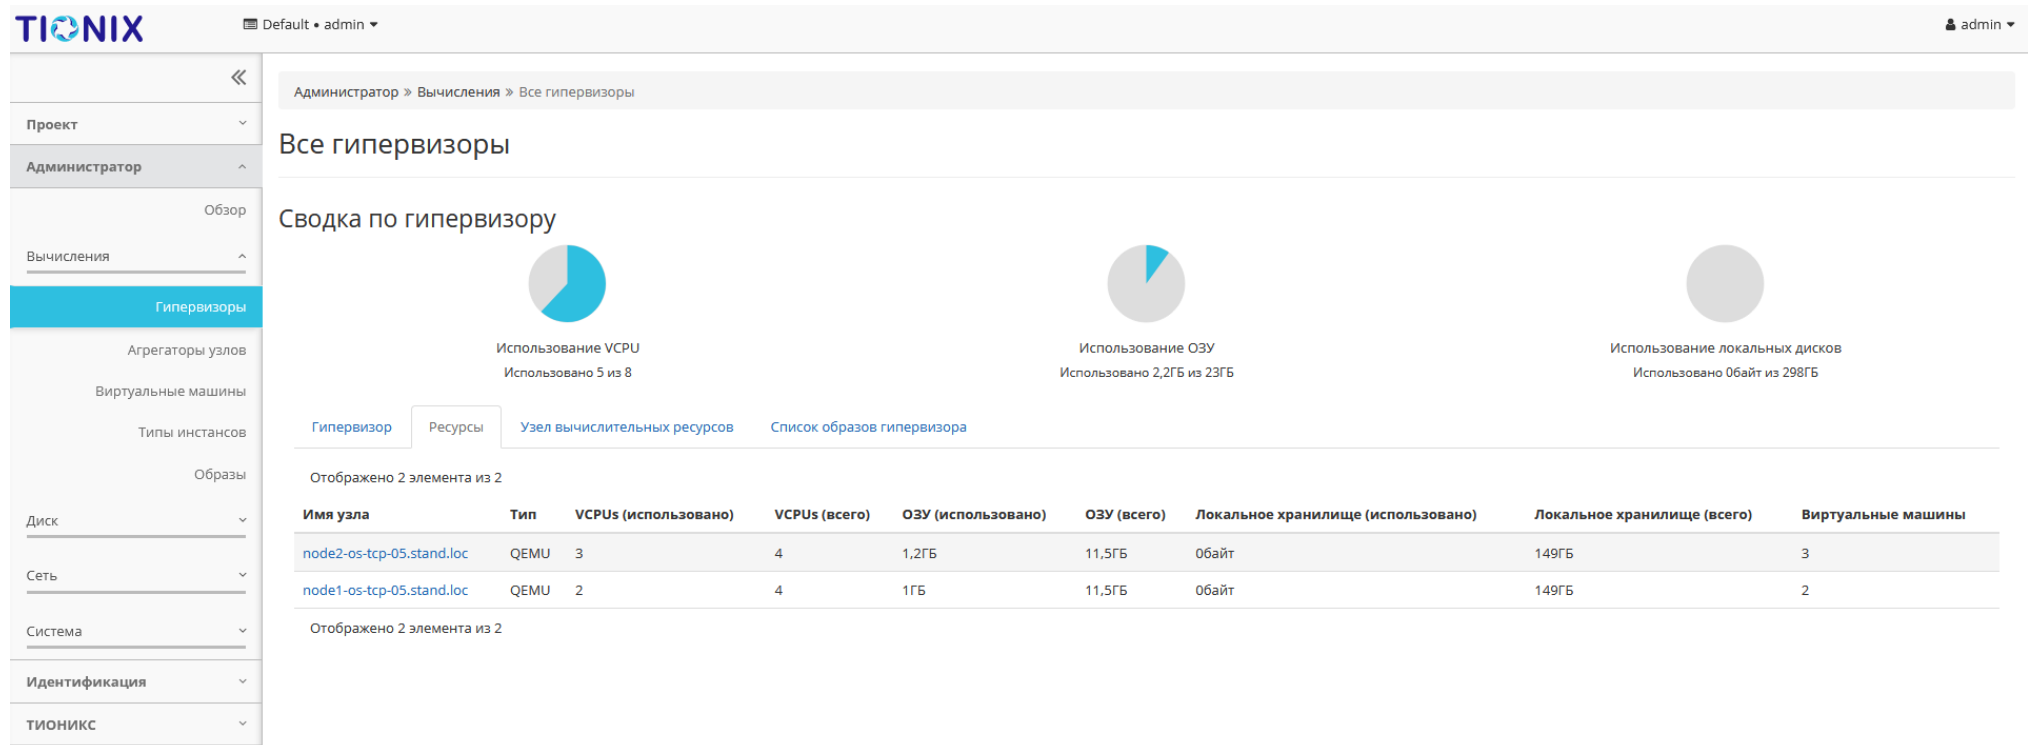 TIONIX
Default • admin
admin
Проект
Администратор
Обзор
Вычисления
Гипервизоры
Агрегаторы узлов
Виртуальные машины
Типы инстансов
Образы
Диск
Сеть
Система
Идентификация
ТИОНИКС
Администратор » Вычисления » Все гипервизоры
Все гипервизоры
Сводка по гипервизору
Использование VCPU
Использовано 5 из 8
Использование ОЗУ
Использовано 2,2ГБ из 23ГБ
Использование локальных дисков
Использовано 0байт из 298ГБ
Гипервизор Ресурсы Узел вычислительных ресурсов Список образов гипервизора
Отображено 2 элемента из 2
Имя узла Тип VCPUs (использовано) VCPUs (всего) ОЗУ (использовано) ОЗУ (всего) Локальное хранилище (использовано) Локальное хранилище (всего) Виртуальные машины
node2-os-tcp-05.stand.loc QEMU 3 4 1,2ГБ 11,5ГБ 0байт 149ГБ 3
node1-os-tcp-05.stand.loc QEMU 2 4 1ГБ 11,5ГБ 0байт 149ГБ 2
Отображено 2 элемента из 2